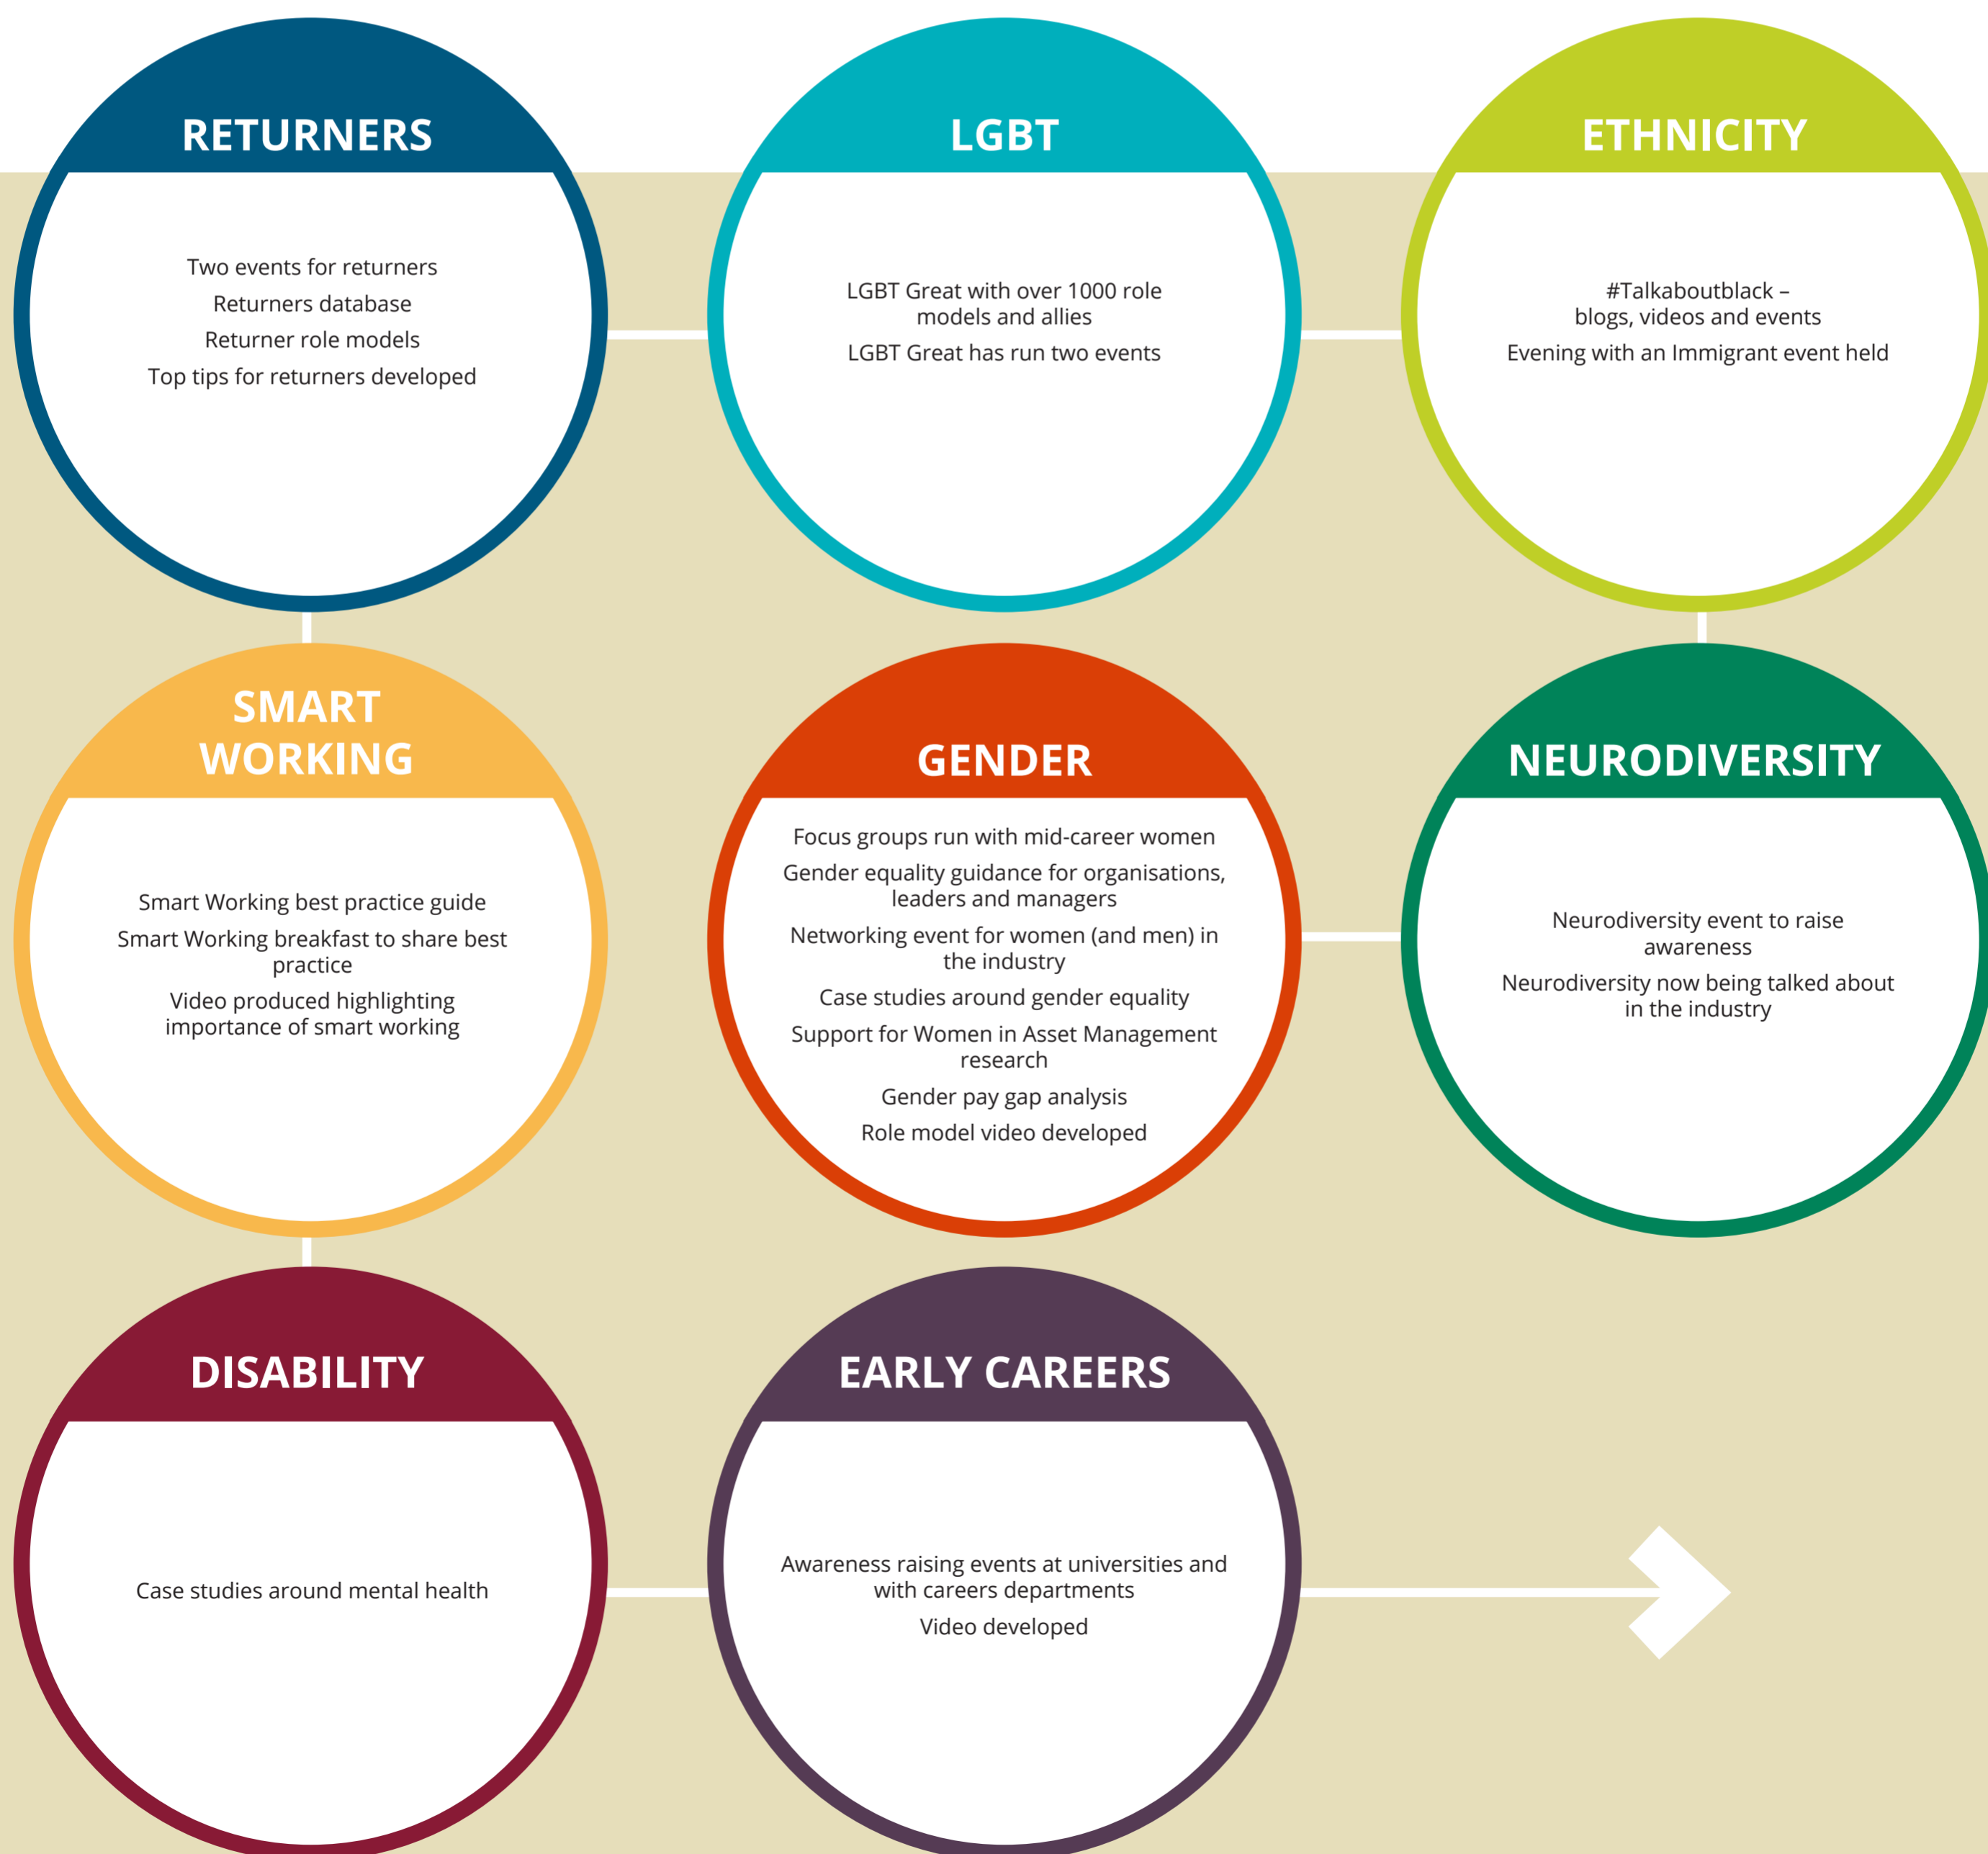 RETURNERS
Two events for returners
Returners database
Returner role models
Top tips for returners developed
LGBT
LGBT Great with over 1000 role
models and allies
LGBT Great has run two events
ETHNICITY
#Talkaboutblack –
blogs, videos and events
Evening with an Immigrant event held
SMART
WORKING
Smart Working best practice guide
Smart Working breakfast to share best
practice
Video produced highlighting
importance of smart working
GENDER
Focus groups run with mid-career women
Gender equality guidance for organisations,
leaders and managers
Networking event for women (and men) in
the industry
Case studies around gender equality
Support for Women in Asset Management
research
Gender pay gap analysis
Role model video developed
NEURODIVERSITY
Neurodiversity event to raise
awareness
Neurodiversity now being talked about
in the industry
DISABILITY
Case studies around mental health
EARLY CAREERS
Awareness raising events at universities and
with careers departments
Video developed